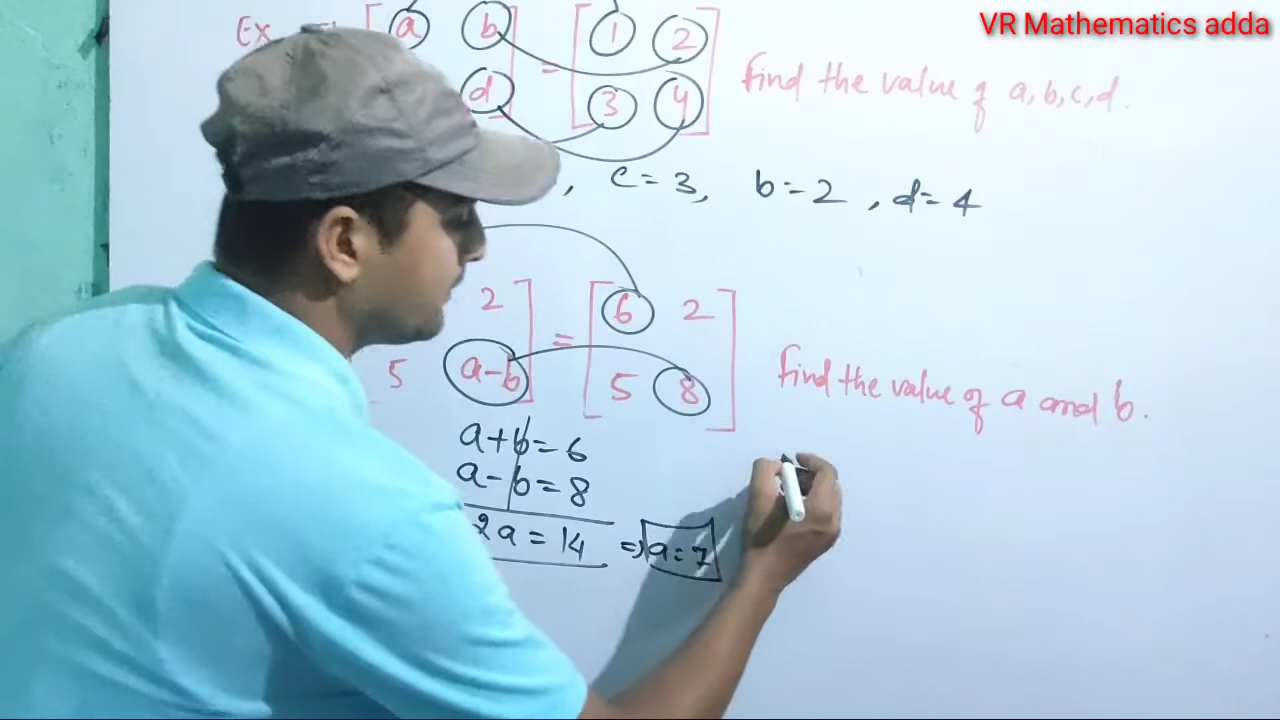 VR Mathematics adda
Ex
[ a b ] = [ 1 2 ] find the value of a, b, c, d.
d ] [ 3 4 ]
, c = 3, b = 2 , d = 4
2 ] = [ 6 2 ]
5 a-b ] [ 5 8 ] find the value of a and b.
a+b=6
a-b=8
2a = 14 ⇒ a=7